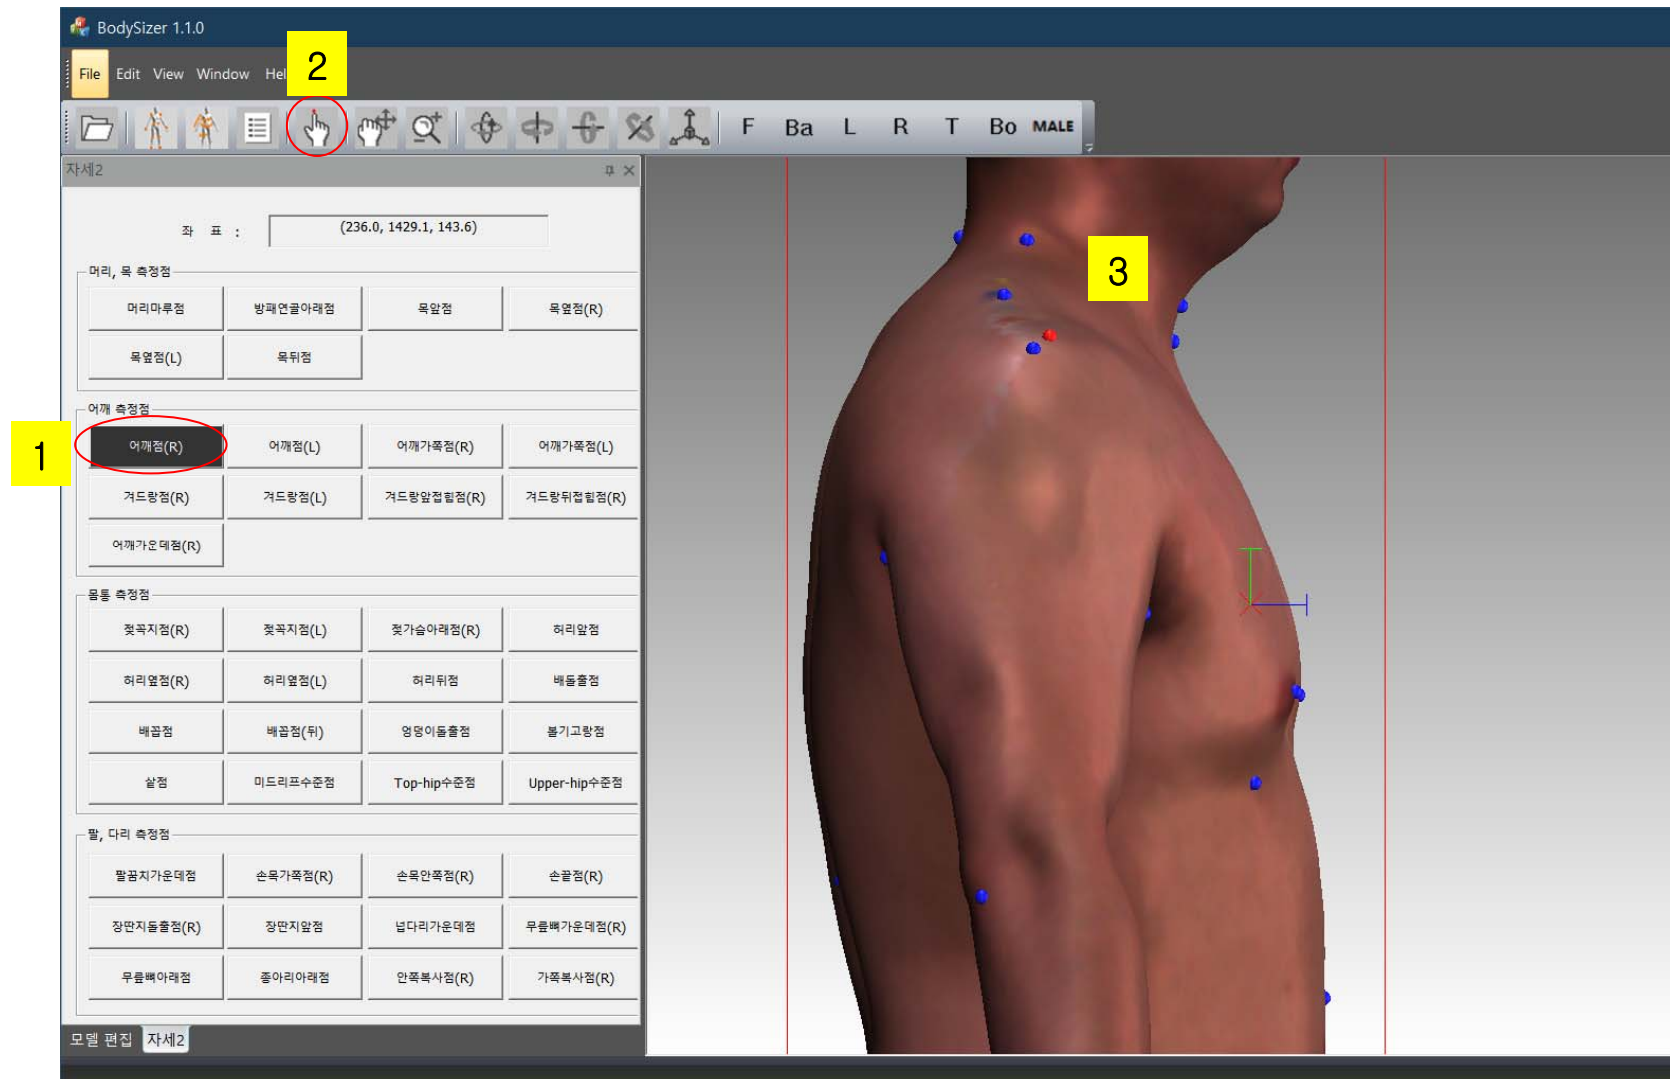 BodySizer 1.1.0
2
File Edit View Window Hel
F Ba L R T Bo MALE
자세2
좌 표 : (236.0, 1429.1, 143.6)
3
머리, 목 측정점
머리마루점 방패연골아래점 목앞점 목옆점(R)
목옆점(L) 목뒤점
어깨 측정점
1
어깨점(R) 어깨점(L) 어깨가쪽점(R) 어깨가쪽점(L)
겨드랑점(R) 겨드랑점(L) 겨드랑앞접힘점(R) 겨드랑뒤접힘점(R)
어깨가운데점(R)
몸통 측정점
젖꼭지점(R) 젖꼭지점(L) 젖가슴아래점(R) 허리앞점
허리옆점(R) 허리옆점(L) 허리뒤점 배돌출점
배꼽점 배꼽점(뒤) 엉덩이돌출점 볼기고랑점
샅점 미드리프수준점 Top-hip수준점 Upper-hip수준점
팔, 다리 측정점
팔꿈치가운데점 손목가쪽점(R) 손목안쪽점(R) 손끝점(R)
장딴지돌출점(R) 장딴지앞점 넙다리가운데점 무릎뼈가운데점(R)
무릎뼈아래점 종아리아래점 안쪽복사점(R) 가쪽복사점(R)
모델 편집 자세2